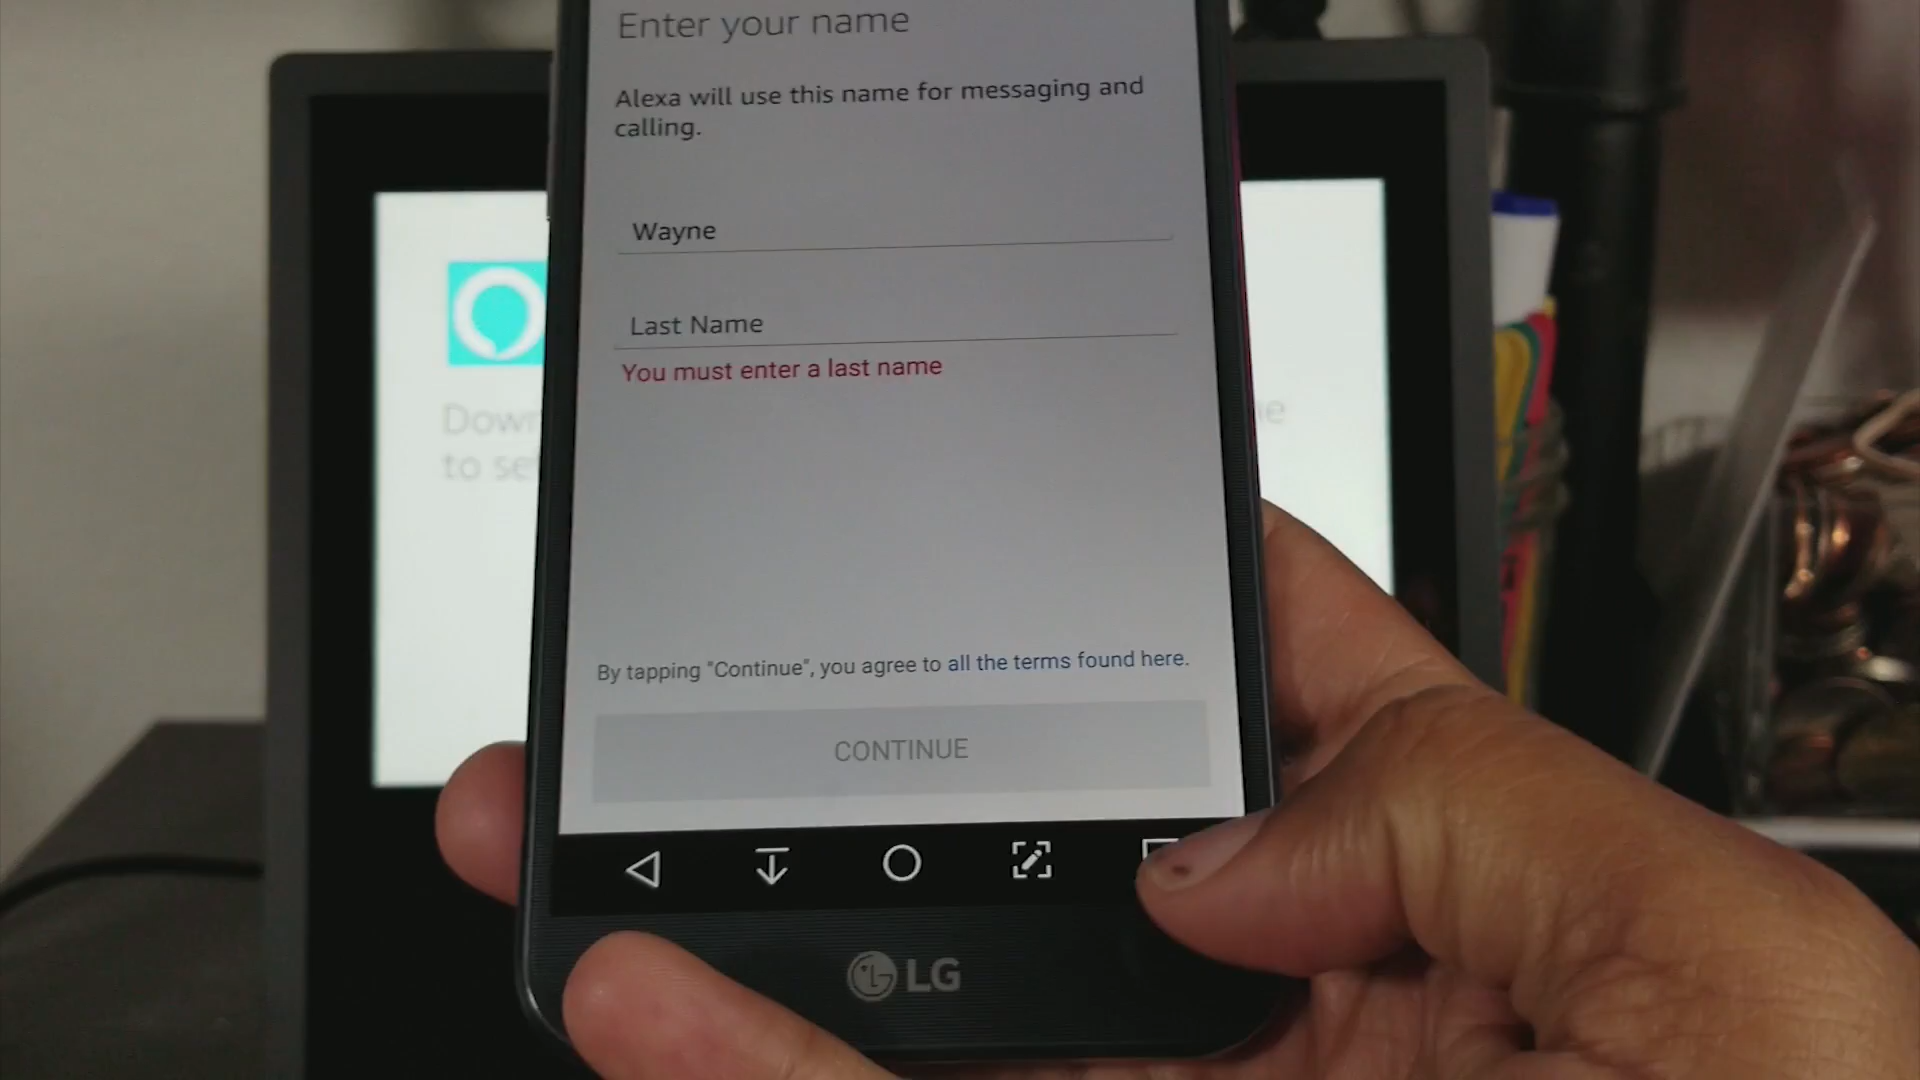 Enter your name
Alexa will use this name for messaging and
calling.
Wayne
Last Name
You must enter a last name
By tapping "Continue", you agree to all the terms found here.
CONTINUE
LG
to